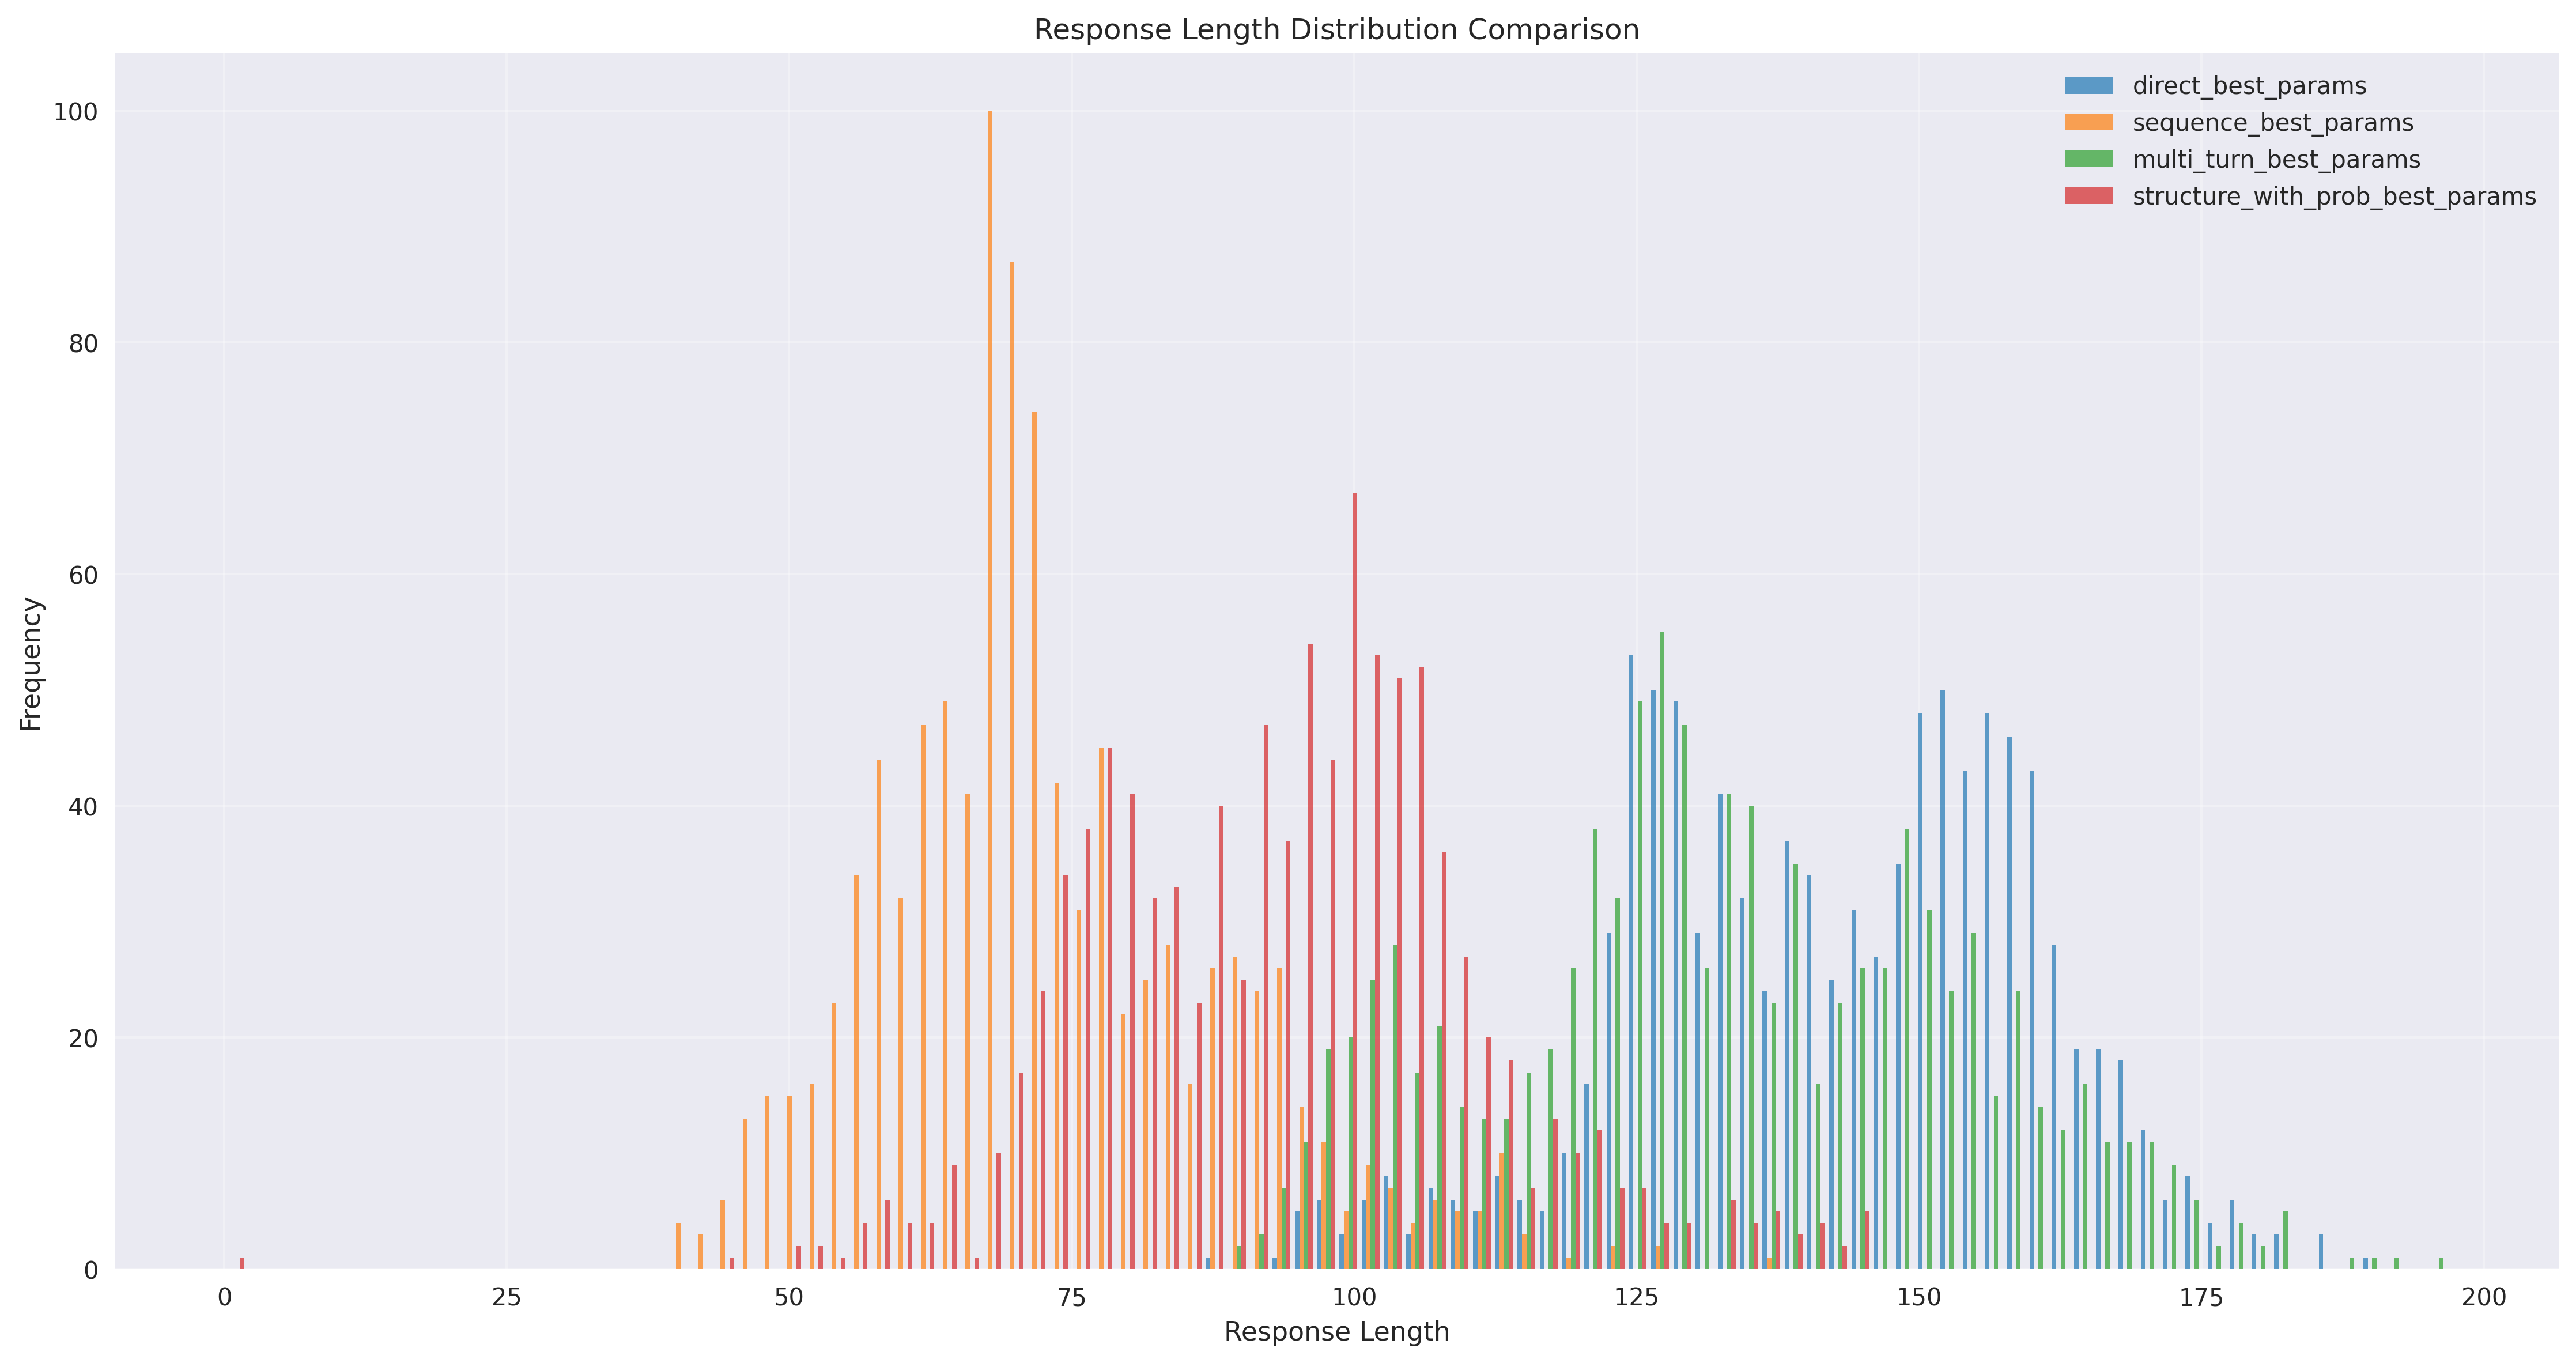 Response Length Distribution Comparison
direct_best_params
sequence_best_params
multi_turn_best_params
structure_with_prob_best_params
Frequency
100
80
60
40
20
0
0 25 50 75 100 125 150 175 200
Response Length